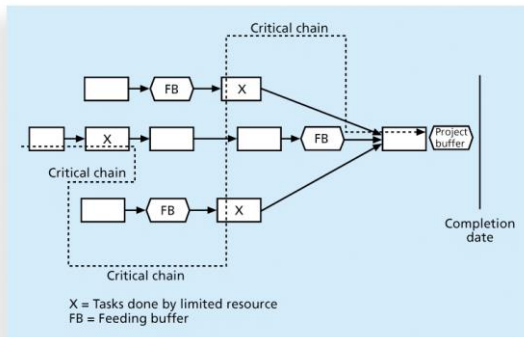 Critical chain
FB
X
X
FB
Project
buffer
Critical chain
FB
X
Completion
date
Critical chain
X = Tasks done by limited resource
FB = Feeding buffer